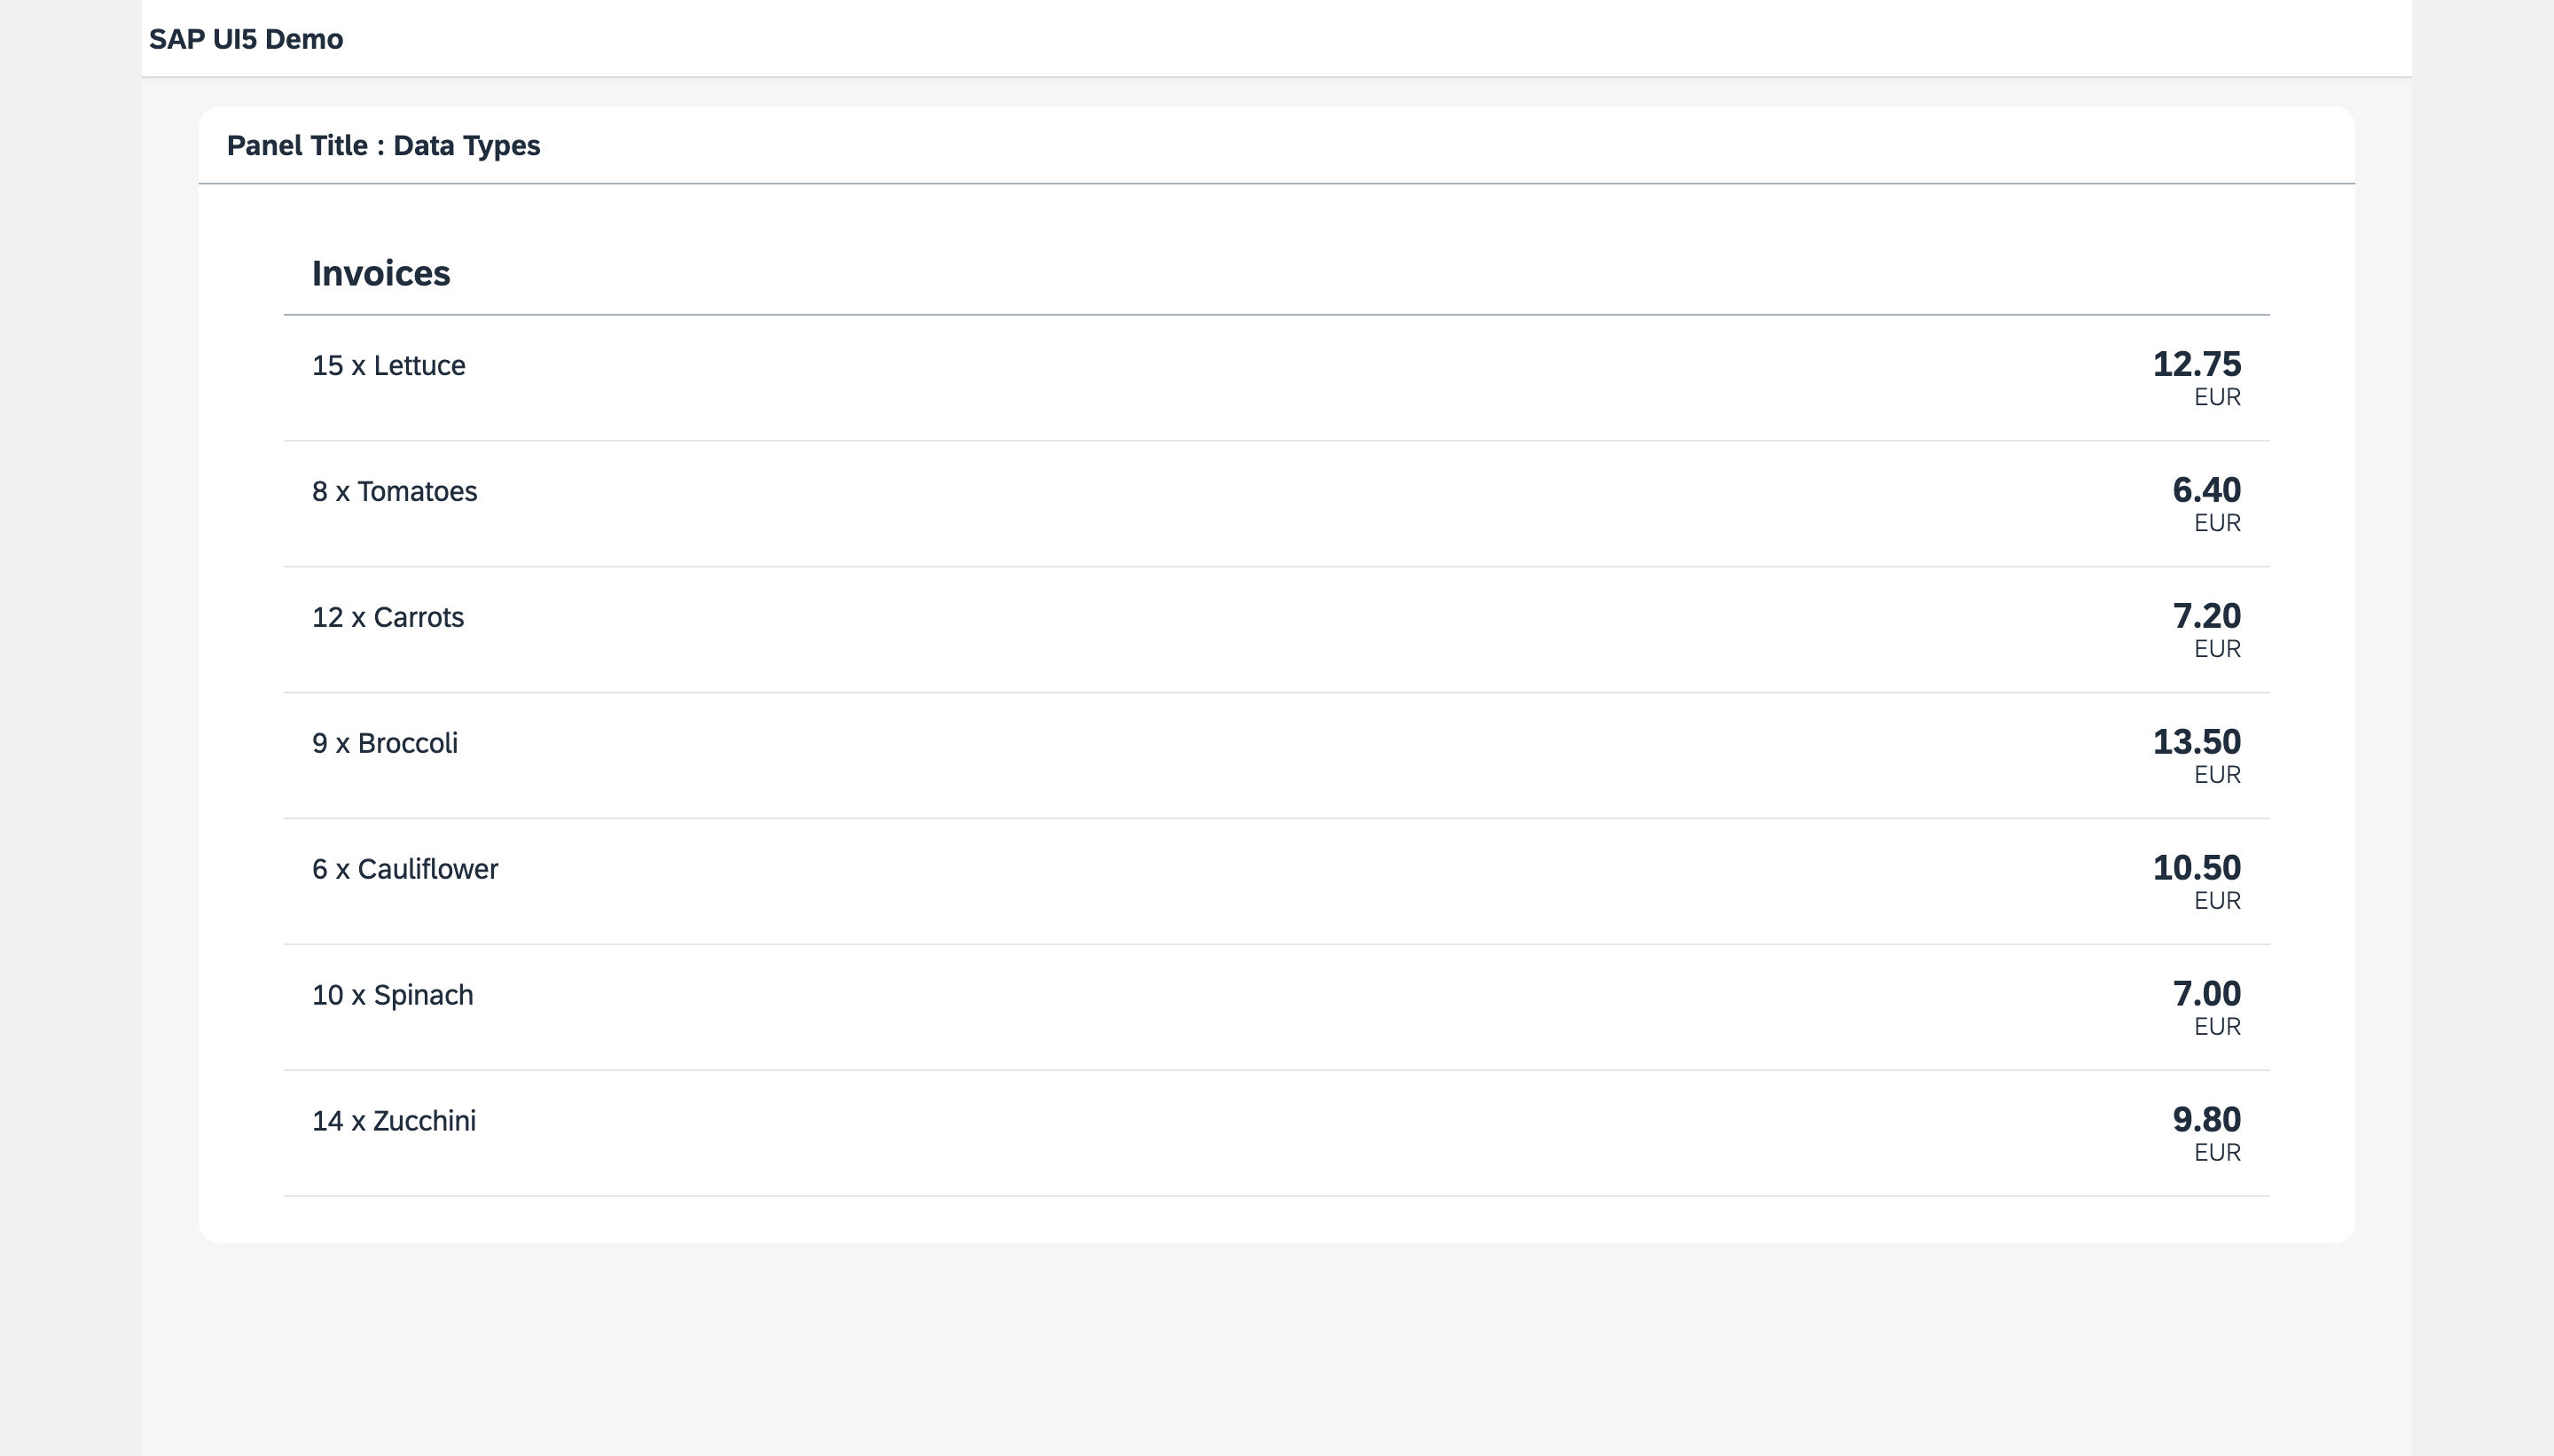 SAP UI5 Demo
Panel Title : Data Types
Invoices
15 x Lettuce 12.75
EUR
8 x Tomatoes 6.40
EUR
12 x Carrots 7.20
EUR
9 x Broccoli 13.50
EUR
6 x Cauliflower 10.50
EUR
10 x Spinach 7.00
EUR
14 x Zucchini 9.80
EUR